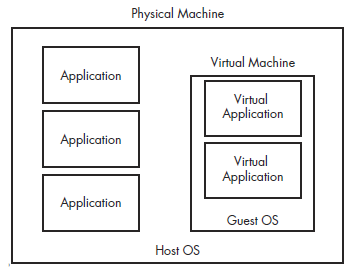 Physical Machine
Application
Application
Application
Virtual Machine
Virtual
Application
Virtual
Application
Guest OS
Host OS